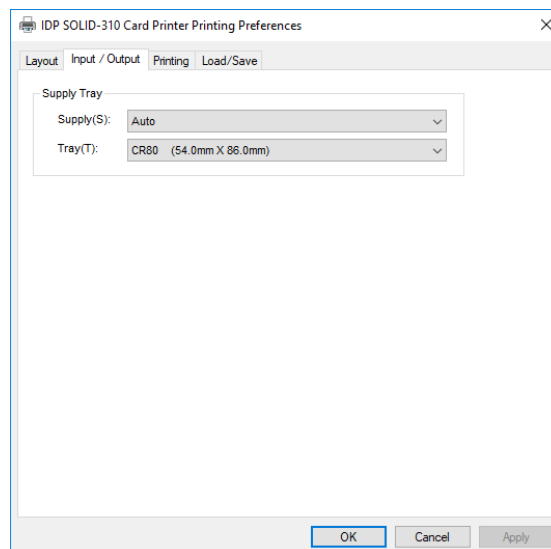 IDP SOLID-310 Card Printer Printing Preferences
Layout Input / Output Printing Load/Save
Supply Tray
Supply(S): Auto
Tray(T): CR80 (54.0mm X 86.0mm)
OK Cancel Apply